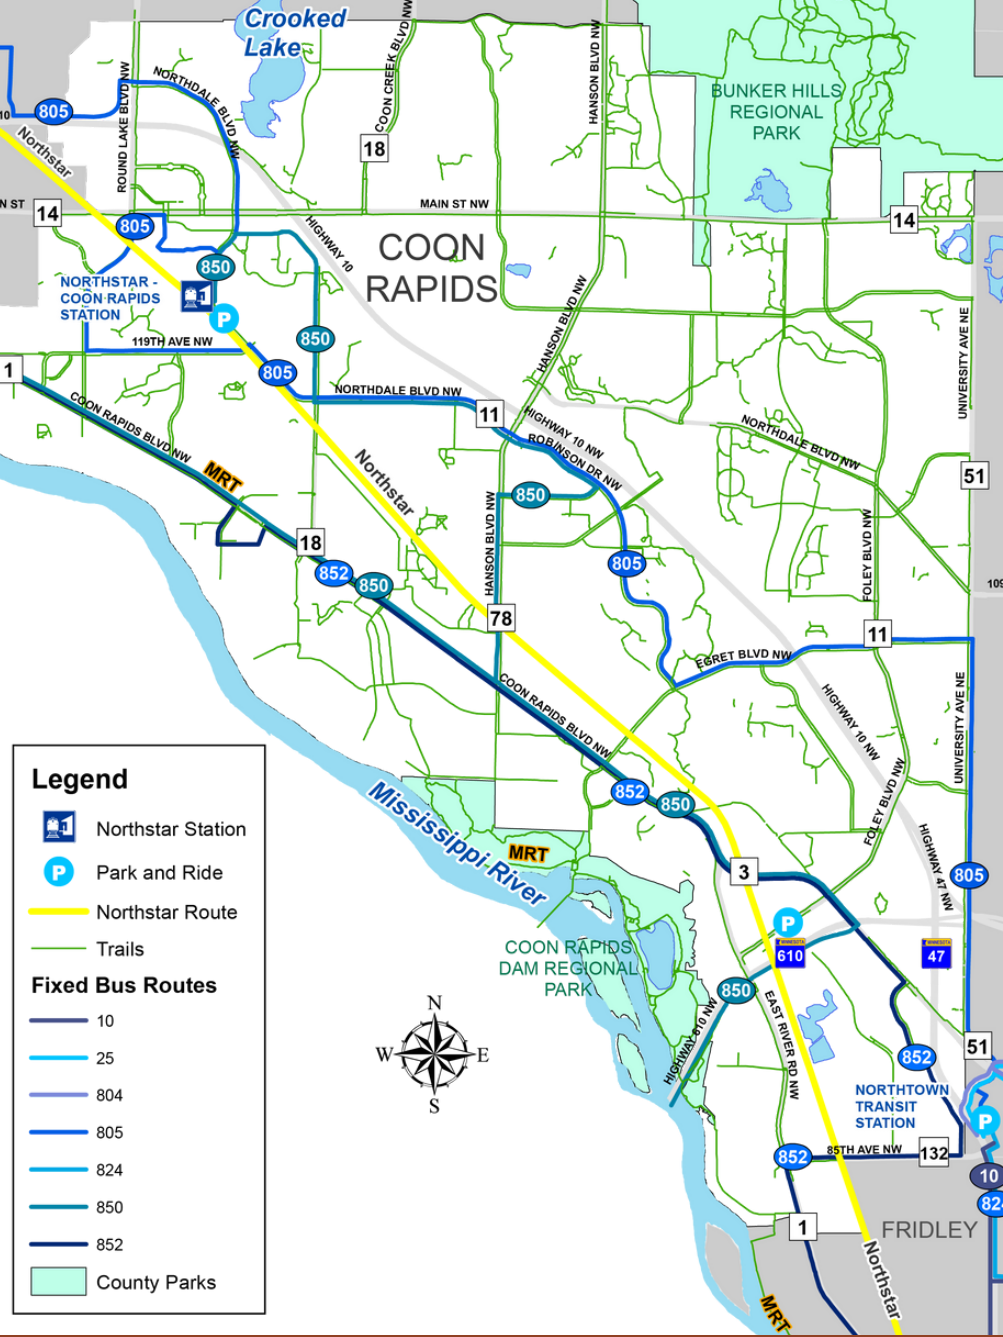 Crooked
Lake
COON CREEK BLVD NW
HANSON BLVD NW
ROUND LAKE BLVD NW
NORTHDALE BLVD NW
BUNKER HILLS
REGIONAL
PARK
805
10
Northstar
18
N ST
14
MAIN ST NW
14
805
HIGHWAY 10
COON
RAPIDS
850
NORTHSTAR -
COON RAPIDS
STATION
P
119TH AVE NW
850
HANSON BLVD NW
UNIVERSITY AVE NE
1
805
NORTHDALE BLVD NW
11
COON RAPIDS BLVD NW
HIGHWAY 10 NW
ROBINSON DR NW
NORTHDALE BLVD NW
MRT
Northstar
850
51
HANSON BLVD NW
FOLEY BLVD NW
18
852
850
805
109
78
11
EGRET BLVD NW
COON RAPIDS BLVD NW
HIGHWAY 10 NW
UNIVERSITY AVE NE
852
850
FOLEY BLVD NW
Mississippi River
MRT
3
HIGHWAY 47 NW
805
P
610
MINNESOTA
47
MINNESOTA
COON RAPIDS
DAM REGIONAL
PARK
850
HIGHWAY 610 NW
EAST RIVER RD NW
N
W
E
S
852
51
NORTHTOWN
TRANSIT
STATION
P
852
85TH AVE NW
132
10
82
1
FRIDLEY
Northstar
MRT
Legend
Northstar Station
P
Park and Ride
Northstar Route
Trails
Fixed Bus Routes
10
25
804
805
824
850
852
County Parks